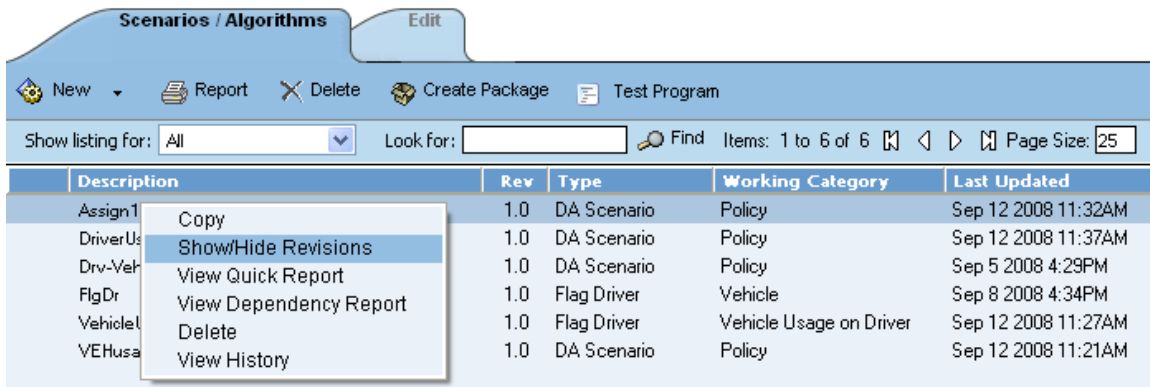 Scenarios / Algorithms Edit
New Report Delete Create Package Test Program
Show listing for: All Look for: Find Items: 1 to 6 of 6 Page Size: 25
Description Rev Type Working Category Last Updated
Assign1 1.0 DA Scenario Policy Sep 12 2008 11:32AM
DriverUs 1.0 DA Scenario Policy Sep 12 2008 11:37AM
Drv-Veh 1.0 DA Scenario Policy Sep 5 2008 4:29PM
FlgDr 1.0 Flag Driver Vehicle Sep 8 2008 4:34PM
VehicleU 1.0 Flag Driver Vehicle Usage on Driver Sep 12 2008 11:27AM
VEHusa 1.0 DA Scenario Policy Sep 12 2008 11:21AM
Copy
Show/Hide Revisions
View Quick Report
View Dependency Report
Delete
View History